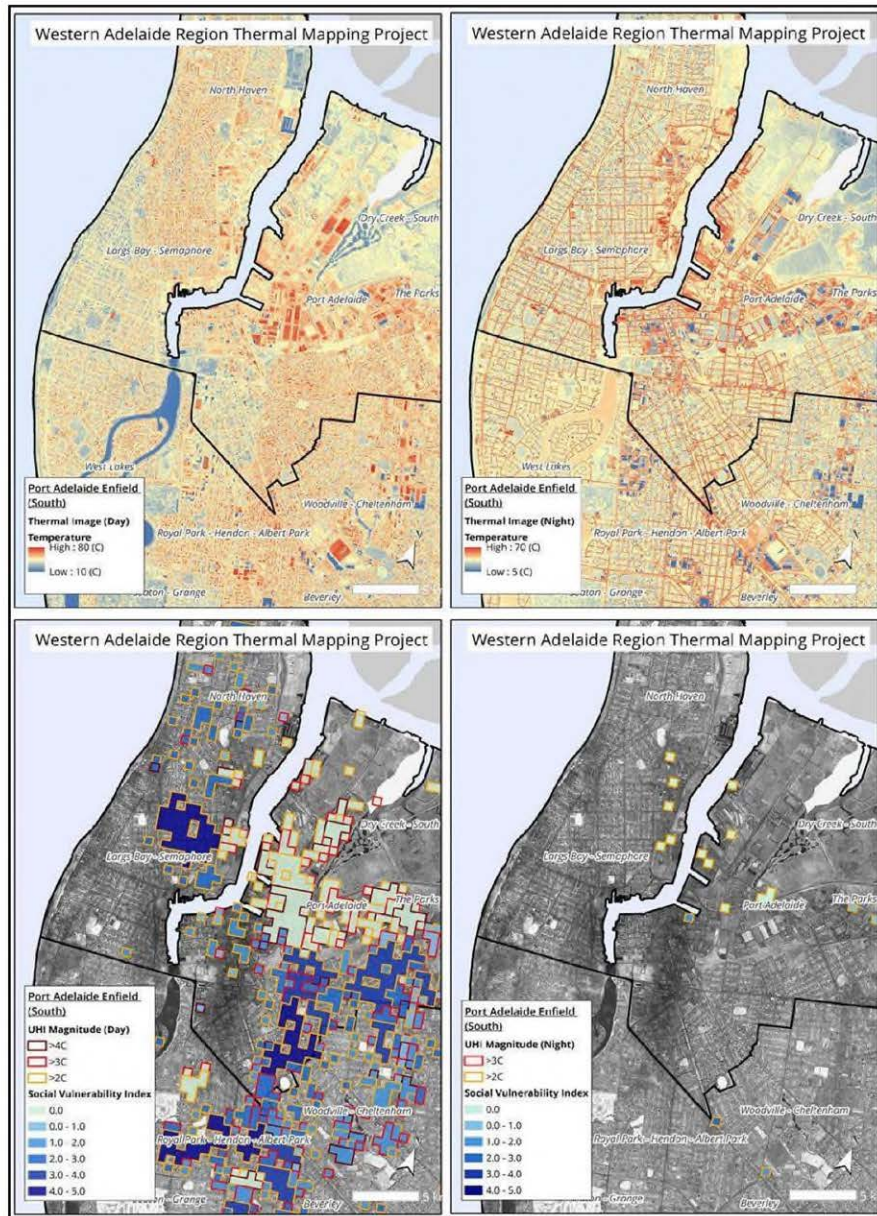 Western Adelaide Region Thermal Mapping Project
North Haven
Dry Creek - South
Largs Bay - Semaphore
Port Adelaide
The Parks
West Lakes
Woodville - Cheltenham
Royal Park - Hendon - Albert Park
Grange
Beverley
Port Adelaide Enfield
(South)
Thermal Image (Day)
Temperature
High : 80 (C)
Low : 10 (C)
Western Adelaide Region Thermal Mapping Project
North Haven
Dry Creek - South
Largs Bay - Semaphore
Port Adelaide
The Parks
West Lakes
Woodville - Cheltenham
Royal Park - Hendon - Albert Park
Grange
Beverley
Port Adelaide Enfield
(South)
Thermal Image (Night)
Temperature
High : 70 (C)
Low : 5 (C)
Western Adelaide Region Thermal Mapping Project
North Haven
Dry Creek - South
Largs Bay - Semaphore
Port Adelaide
The Parks
Woodville - Cheltenham
Royal Park - Hendon - Albert Park
Grange
Beverley
Port Adelaide Enfield
(South)
UHI Magnitude (Day)
>4C
>3C
>2C
Social Vulnerability Index
0.0
0.0 - 1.0
1.0 - 2.0
2.0 - 3.0
3.0 - 4.0
4.0 - 5.0
Western Adelaide Region Thermal Mapping Project
North Haven
Dry Creek - South
Largs Bay - Semaphore
Port Adelaide
The Parks
Woodville - Cheltenham
Royal Park - Hendon - Albert Park
Grange
Beverley
Port Adelaide Enfield
(South)
UHI Magnitude (Night)
>3C
>2C
Social Vulnerability Index
0.0
0.0 - 1.0
1.0 - 2.0
2.0 - 3.0
3.0 - 4.0
4.0 - 5.0